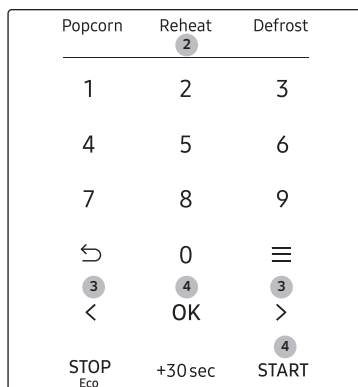 Popcorn Reheat Defrost
2
1 2 3
4 5 6
7 8 9
0
3 4 3
< OK >
4
STOP +30 sec START
Eco